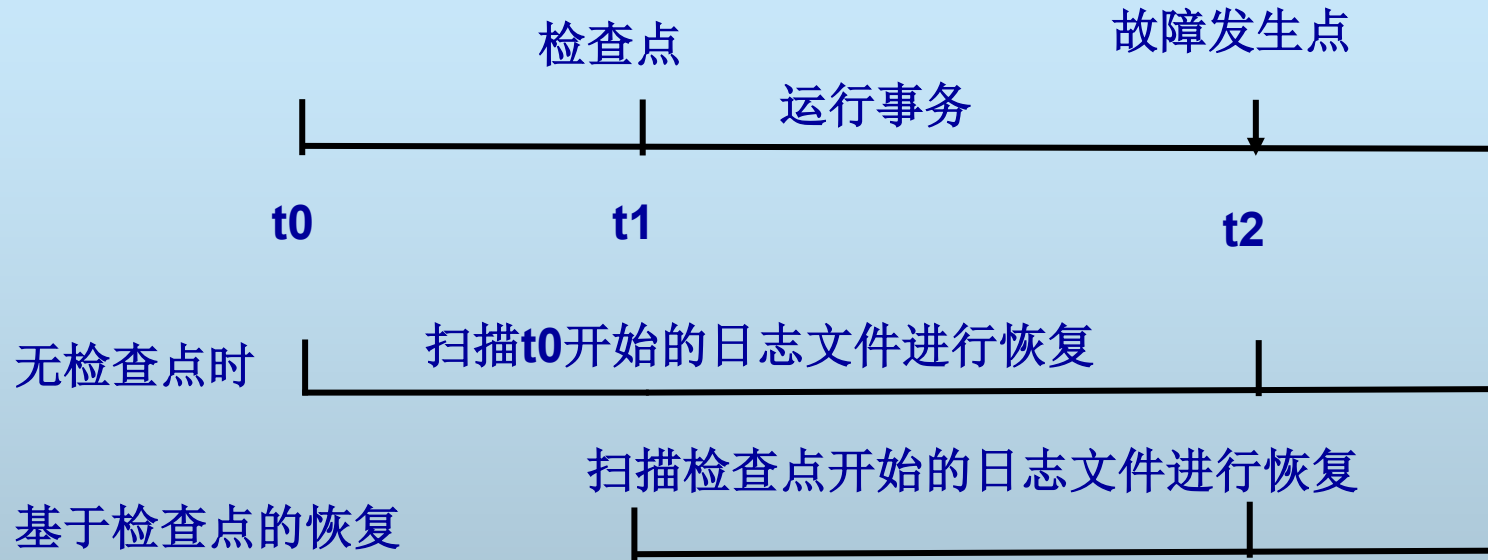 检查点
故障发生点
运行事务
t0
t1
t2
无检查点时
扫描t0开始的日志文件进行恢复
扫描检查点开始的日志文件进行恢复
基于检查点的恢复